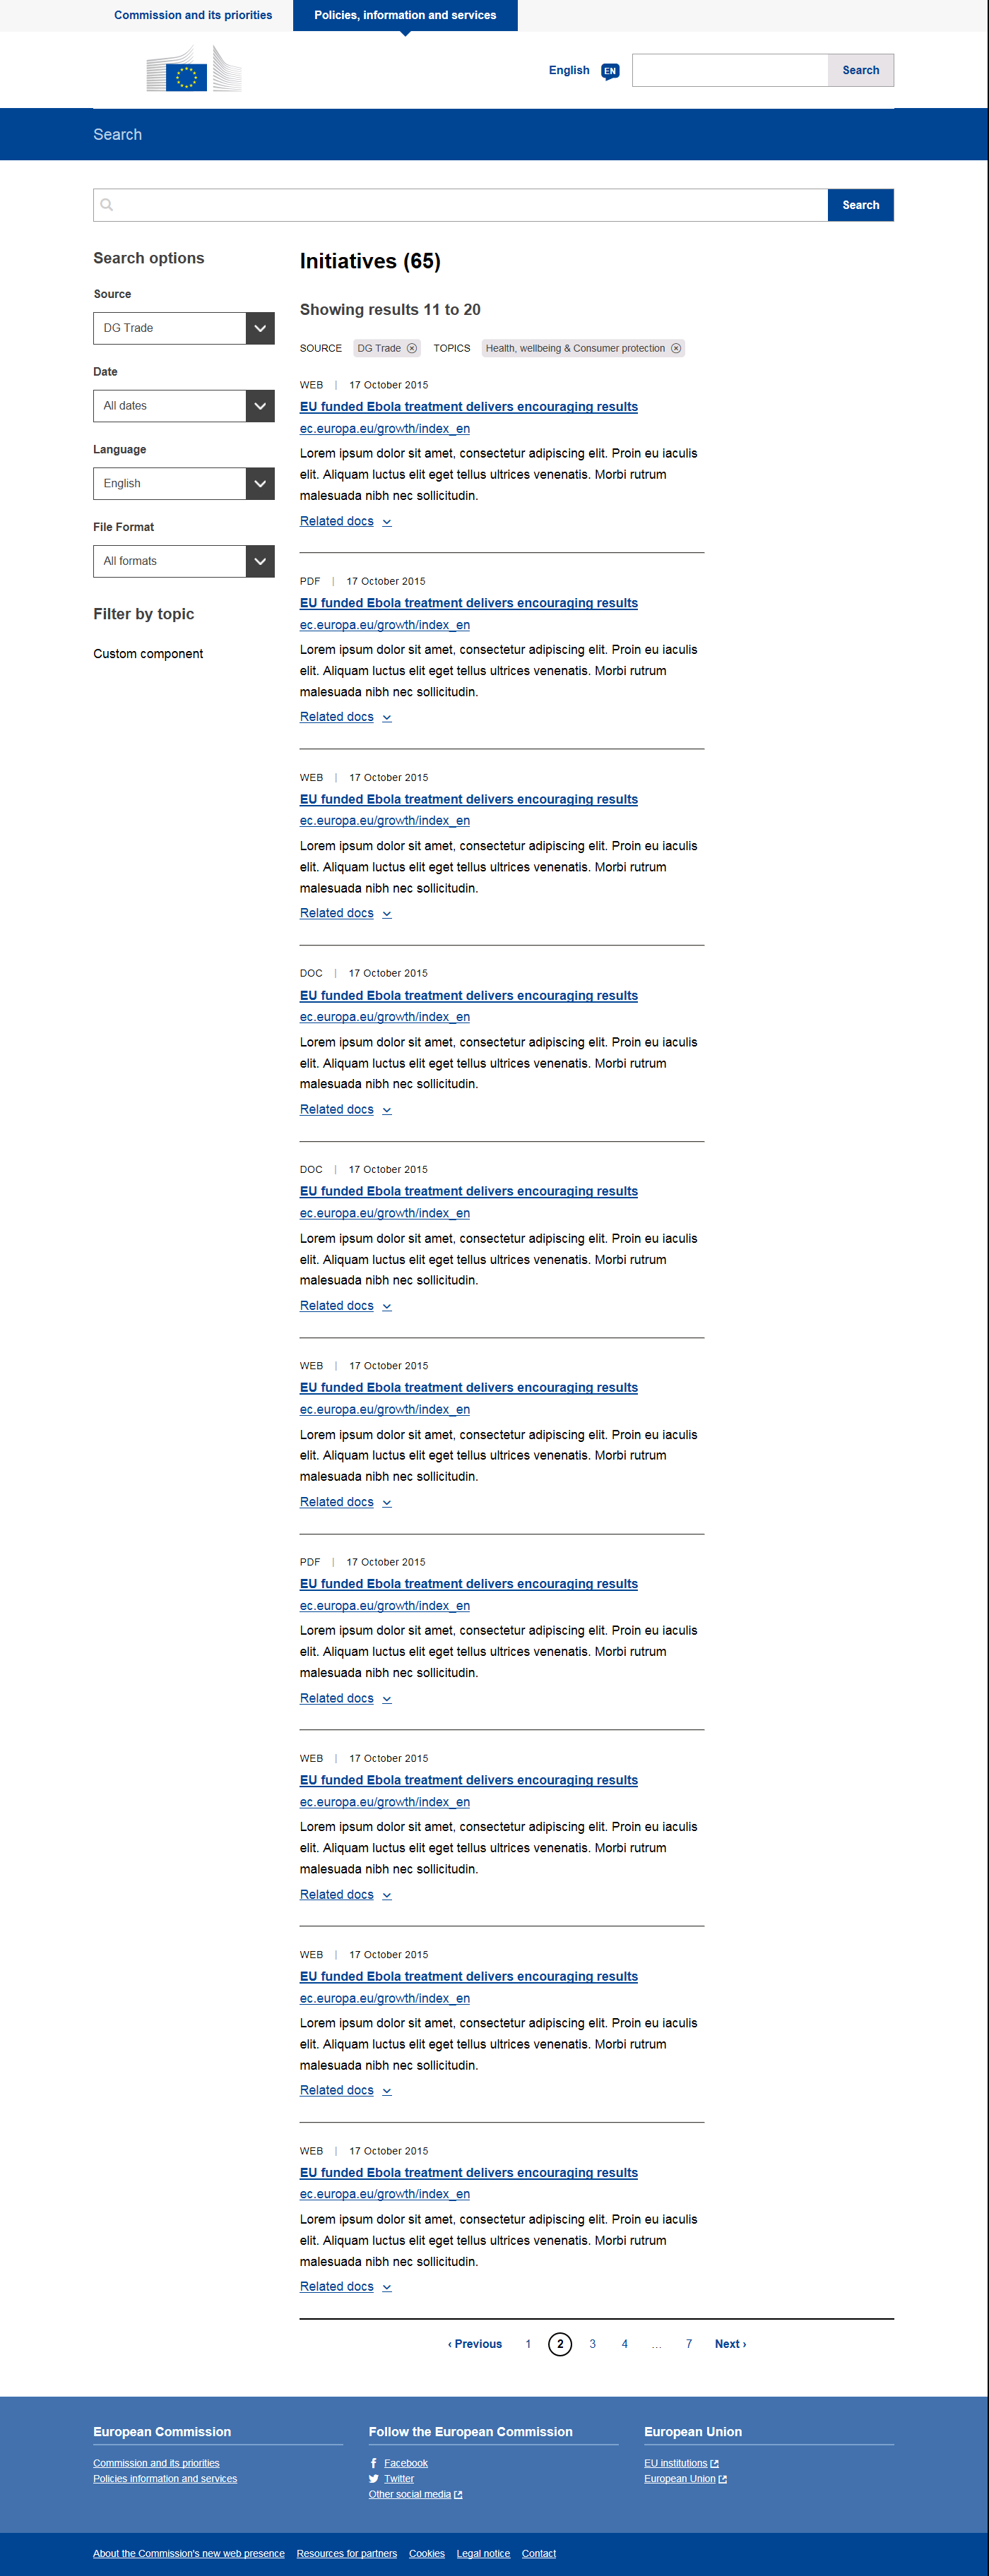 Commission and its priorities
Policies, information and services
English EN
Search
Search
Search
Search options
Source
DG Trade
Date
All dates
Language
English
File Format
All formats
Filter by topic
Custom component
Initiatives (65)
Showing results 11 to 20
SOURCE DG Trade TOPICS Health, wellbeing & Consumer protection
WEB | 17 October 2015
EU funded Ebola treatment delivers encouraging results
ec.europa.eu/growth/index_en
Lorem ipsum dolor sit amet, consectetur adipiscing elit. Proin eu iaculis
elit. Aliquam luctus elit eget tellus ultrices venenatis. Morbi rutrum
malesuada nibh nec sollicitudin.
Related docs
PDF | 17 October 2015
EU funded Ebola treatment delivers encouraging results
ec.europa.eu/growth/index_en
Lorem ipsum dolor sit amet, consectetur adipiscing elit. Proin eu iaculis
elit. Aliquam luctus elit eget tellus ultrices venenatis. Morbi rutrum
malesuada nibh nec sollicitudin.
Related docs
WEB | 17 October 2015
EU funded Ebola treatment delivers encouraging results
ec.europa.eu/growth/index_en
Lorem ipsum dolor sit amet, consectetur adipiscing elit. Proin eu iaculis
elit. Aliquam luctus elit eget tellus ultrices venenatis. Morbi rutrum
malesuada nibh nec sollicitudin.
Related docs
DOC | 17 October 2015
EU funded Ebola treatment delivers encouraging results
ec.europa.eu/growth/index_en
Lorem ipsum dolor sit amet, consectetur adipiscing elit. Proin eu iaculis
elit. Aliquam luctus elit eget tellus ultrices venenatis. Morbi rutrum
malesuada nibh nec sollicitudin.
Related docs
DOC | 17 October 2015
EU funded Ebola treatment delivers encouraging results
ec.europa.eu/growth/index_en
Lorem ipsum dolor sit amet, consectetur adipiscing elit. Proin eu iaculis
elit. Aliquam luctus elit eget tellus ultrices venenatis. Morbi rutrum
malesuada nibh nec sollicitudin.
Related docs
WEB | 17 October 2015
EU funded Ebola treatment delivers encouraging results
ec.europa.eu/growth/index_en
Lorem ipsum dolor sit amet, consectetur adipiscing elit. Proin eu iaculis
elit. Aliquam luctus elit eget tellus ultrices venenatis. Morbi rutrum
malesuada nibh nec sollicitudin.
Related docs
PDF | 17 October 2015
EU funded Ebola treatment delivers encouraging results
ec.europa.eu/growth/index_en
Lorem ipsum dolor sit amet, consectetur adipiscing elit. Proin eu iaculis
elit. Aliquam luctus elit eget tellus ultrices venenatis. Morbi rutrum
malesuada nibh nec sollicitudin.
Related docs
WEB | 17 October 2015
EU funded Ebola treatment delivers encouraging results
ec.europa.eu/growth/index_en
Lorem ipsum dolor sit amet, consectetur adipiscing elit. Proin eu iaculis
elit. Aliquam luctus elit eget tellus ultrices venenatis. Morbi rutrum
malesuada nibh nec sollicitudin.
Related docs
WEB | 17 October 2015
EU funded Ebola treatment delivers encouraging results
ec.europa.eu/growth/index_en
Lorem ipsum dolor sit amet, consectetur adipiscing elit. Proin eu iaculis
elit. Aliquam luctus elit eget tellus ultrices venenatis. Morbi rutrum
malesuada nibh nec sollicitudin.
Related docs
WEB | 17 October 2015
EU funded Ebola treatment delivers encouraging results
ec.europa.eu/growth/index_en
Lorem ipsum dolor sit amet, consectetur adipiscing elit. Proin eu iaculis
elit. Aliquam luctus elit eget tellus ultrices venenatis. Morbi rutrum
malesuada nibh nec sollicitudin.
Related docs
‹ Previous 1 2 3 4 ... 7 Next ›
European Commission
Commission and its priorities
Policies information and services
Follow the European Commission
Facebook
Twitter
Other social media
European Union
EU institutions
European Union
About the Commission's new web presence Resources for partners Cookies Legal notice Contact